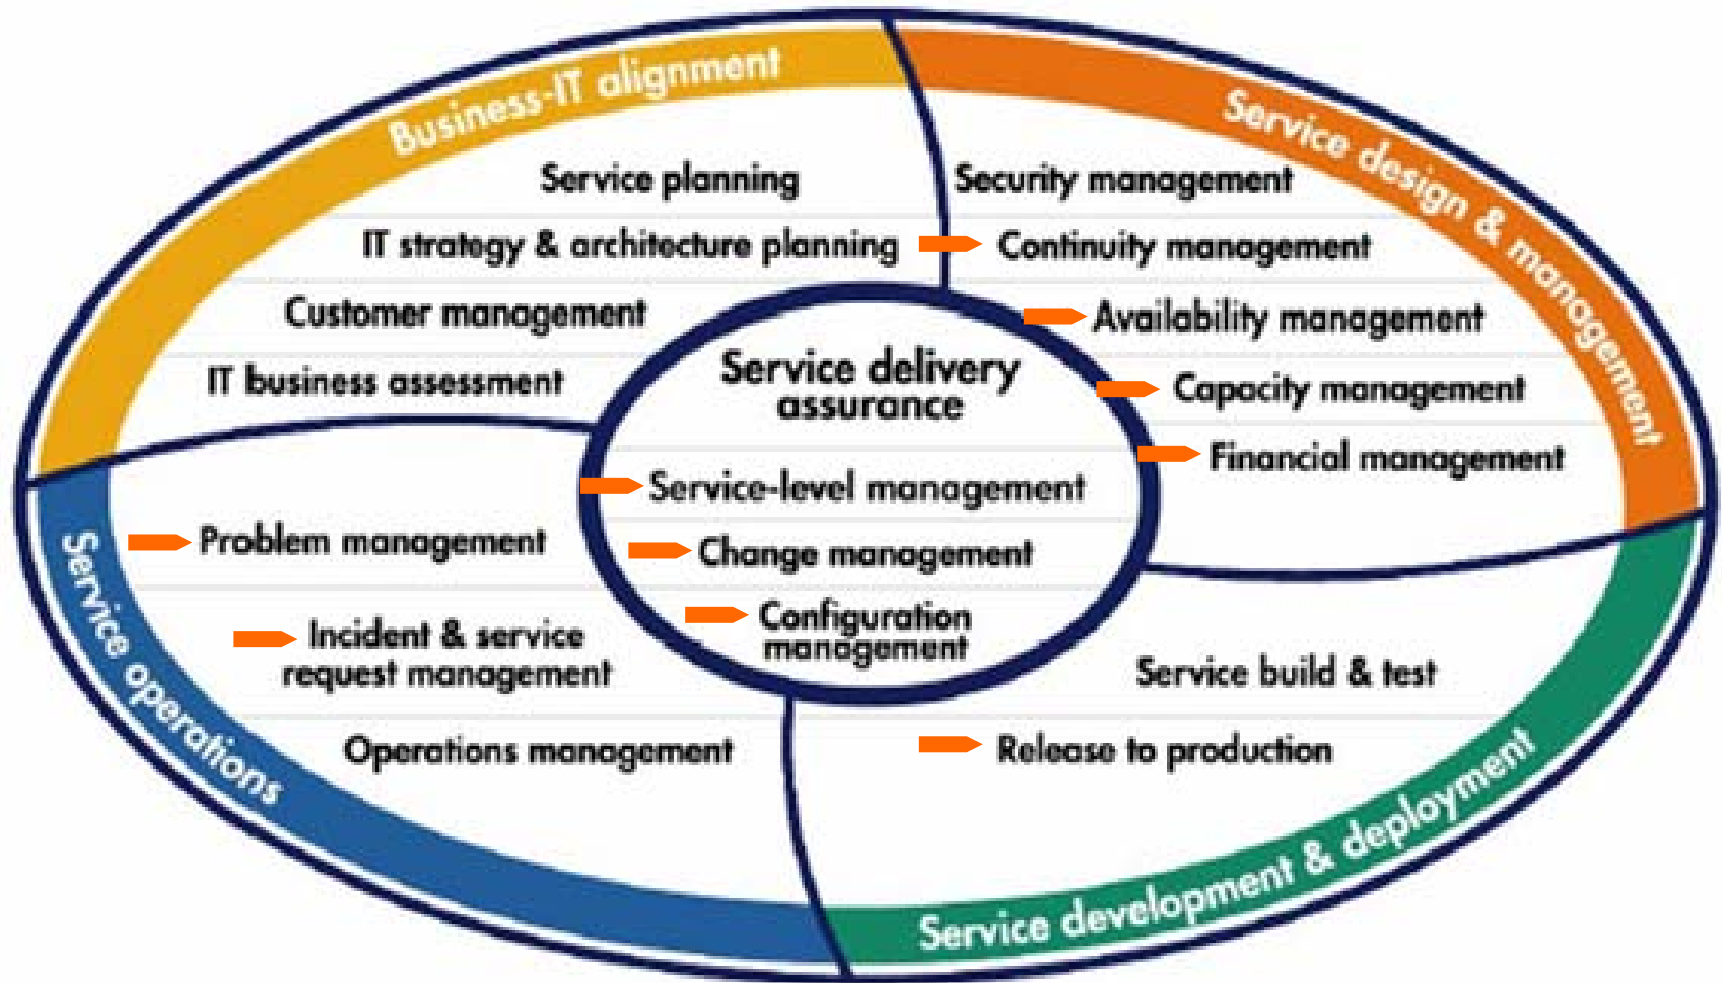 Business-IT alignment
Service planning
IT strategy & architecture planning
Customer management
IT business assessment
Service design & management
Security management
Continuity management
Availability management
Capacity management
Financial management
Service delivery
assurance
Service-level management
Change management
Configuration
management
Service operations
Problem management
Incident & service
request management
Operations management
Service build & test
Release to production
Service development & deployment